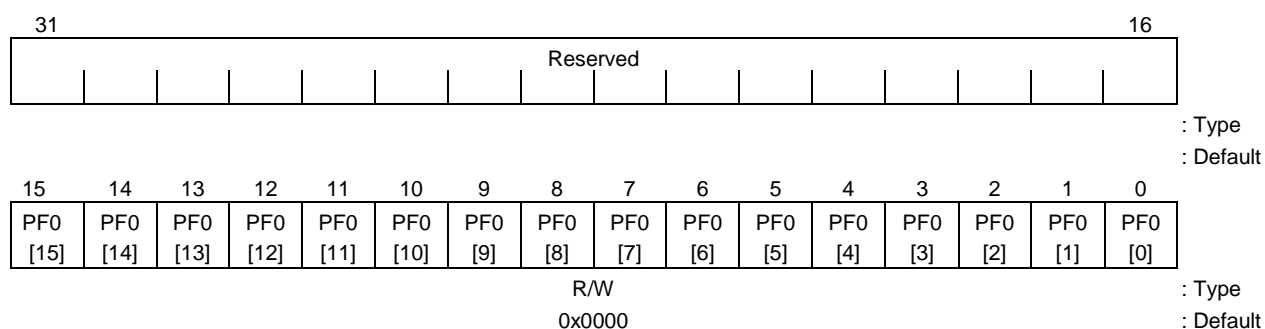 31 16
Reserved
: Type
: Default
15 14 13 12 11 10 9 8 7 6 5 4 3 2 1 0
PF0 PF0 PF0 PF0 PF0 PF0 PF0 PF0 PF0 PF0 PF0 PF0 PF0 PF0 PF0 PF0
[15] [14] [13] [12] [11] [10] [9] [8] [7] [6] [5] [4] [3] [2] [1] [0]
R/W : Type
0x0000 : Default